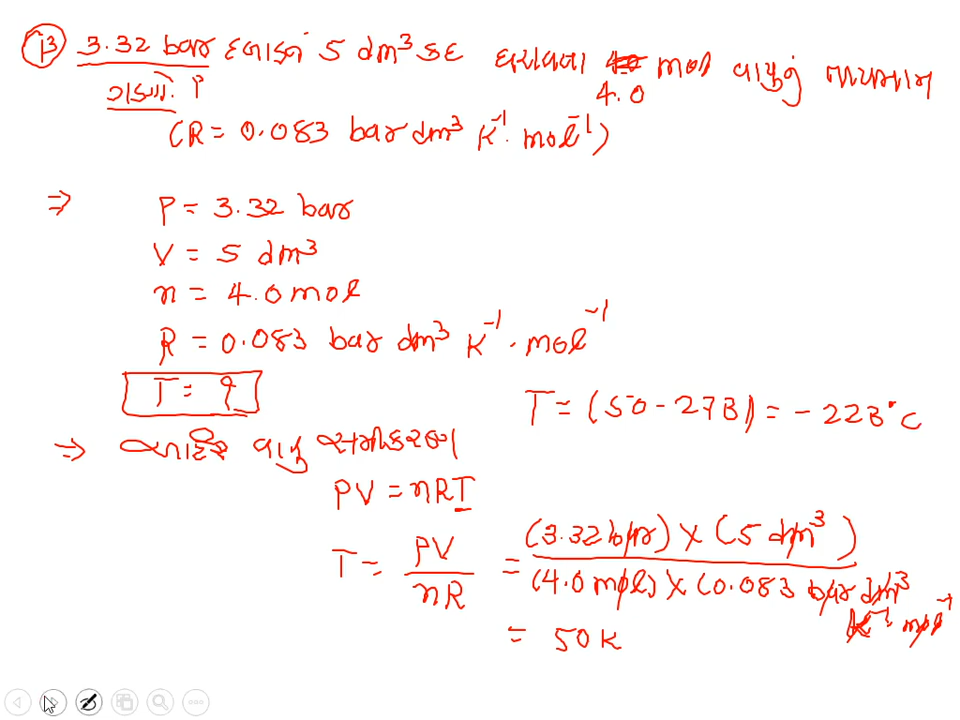 13 3.32 bar દબાણે 5 dm³ કદ ધરાવતા 4.0 mol વાયુનું તાપમાન
ગણો. ?
(R = 0.083 bar dm³ K⁻¹. mol⁻¹)
⇒ P = 3.32 bar
V = 5 dm³
n = 4.0 mol
R = 0.083 bar dm³ K⁻¹. mol⁻¹
T = ?
T = (50 - 273) = - 223°C
⇒ આદર્શ વાયુ સમીકરણ
PV = nRT
T = PV / nR = (3.32 bar) × (5 dm³) / (4.0 mol) × (0.083 bar dm³ K⁻¹. mol⁻¹
= 50 K